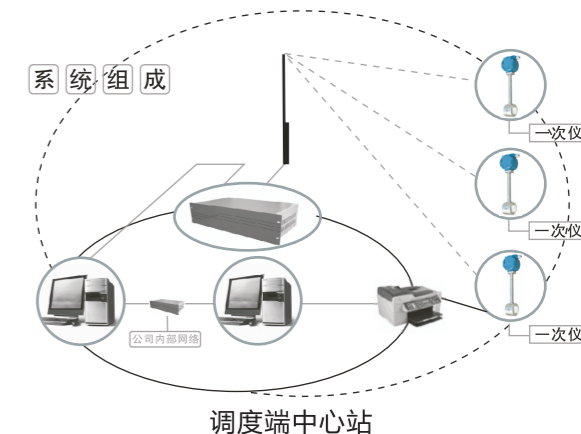 系统组成
一次仪
一次仪
一次仪
公司内部网络
调度端中心站